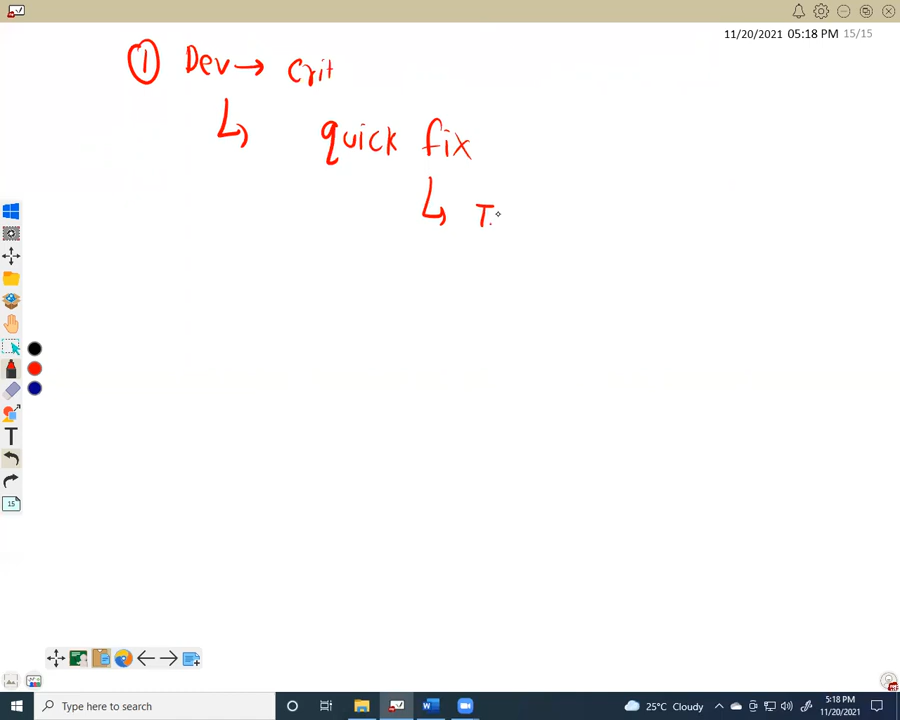 11/20/2021 05:18 PM 15/15
① Dev → Crit
↳ quick fix
↳ T.
T
15
Type here to search
25°C Cloudy
5:18 PM
11/20/2021